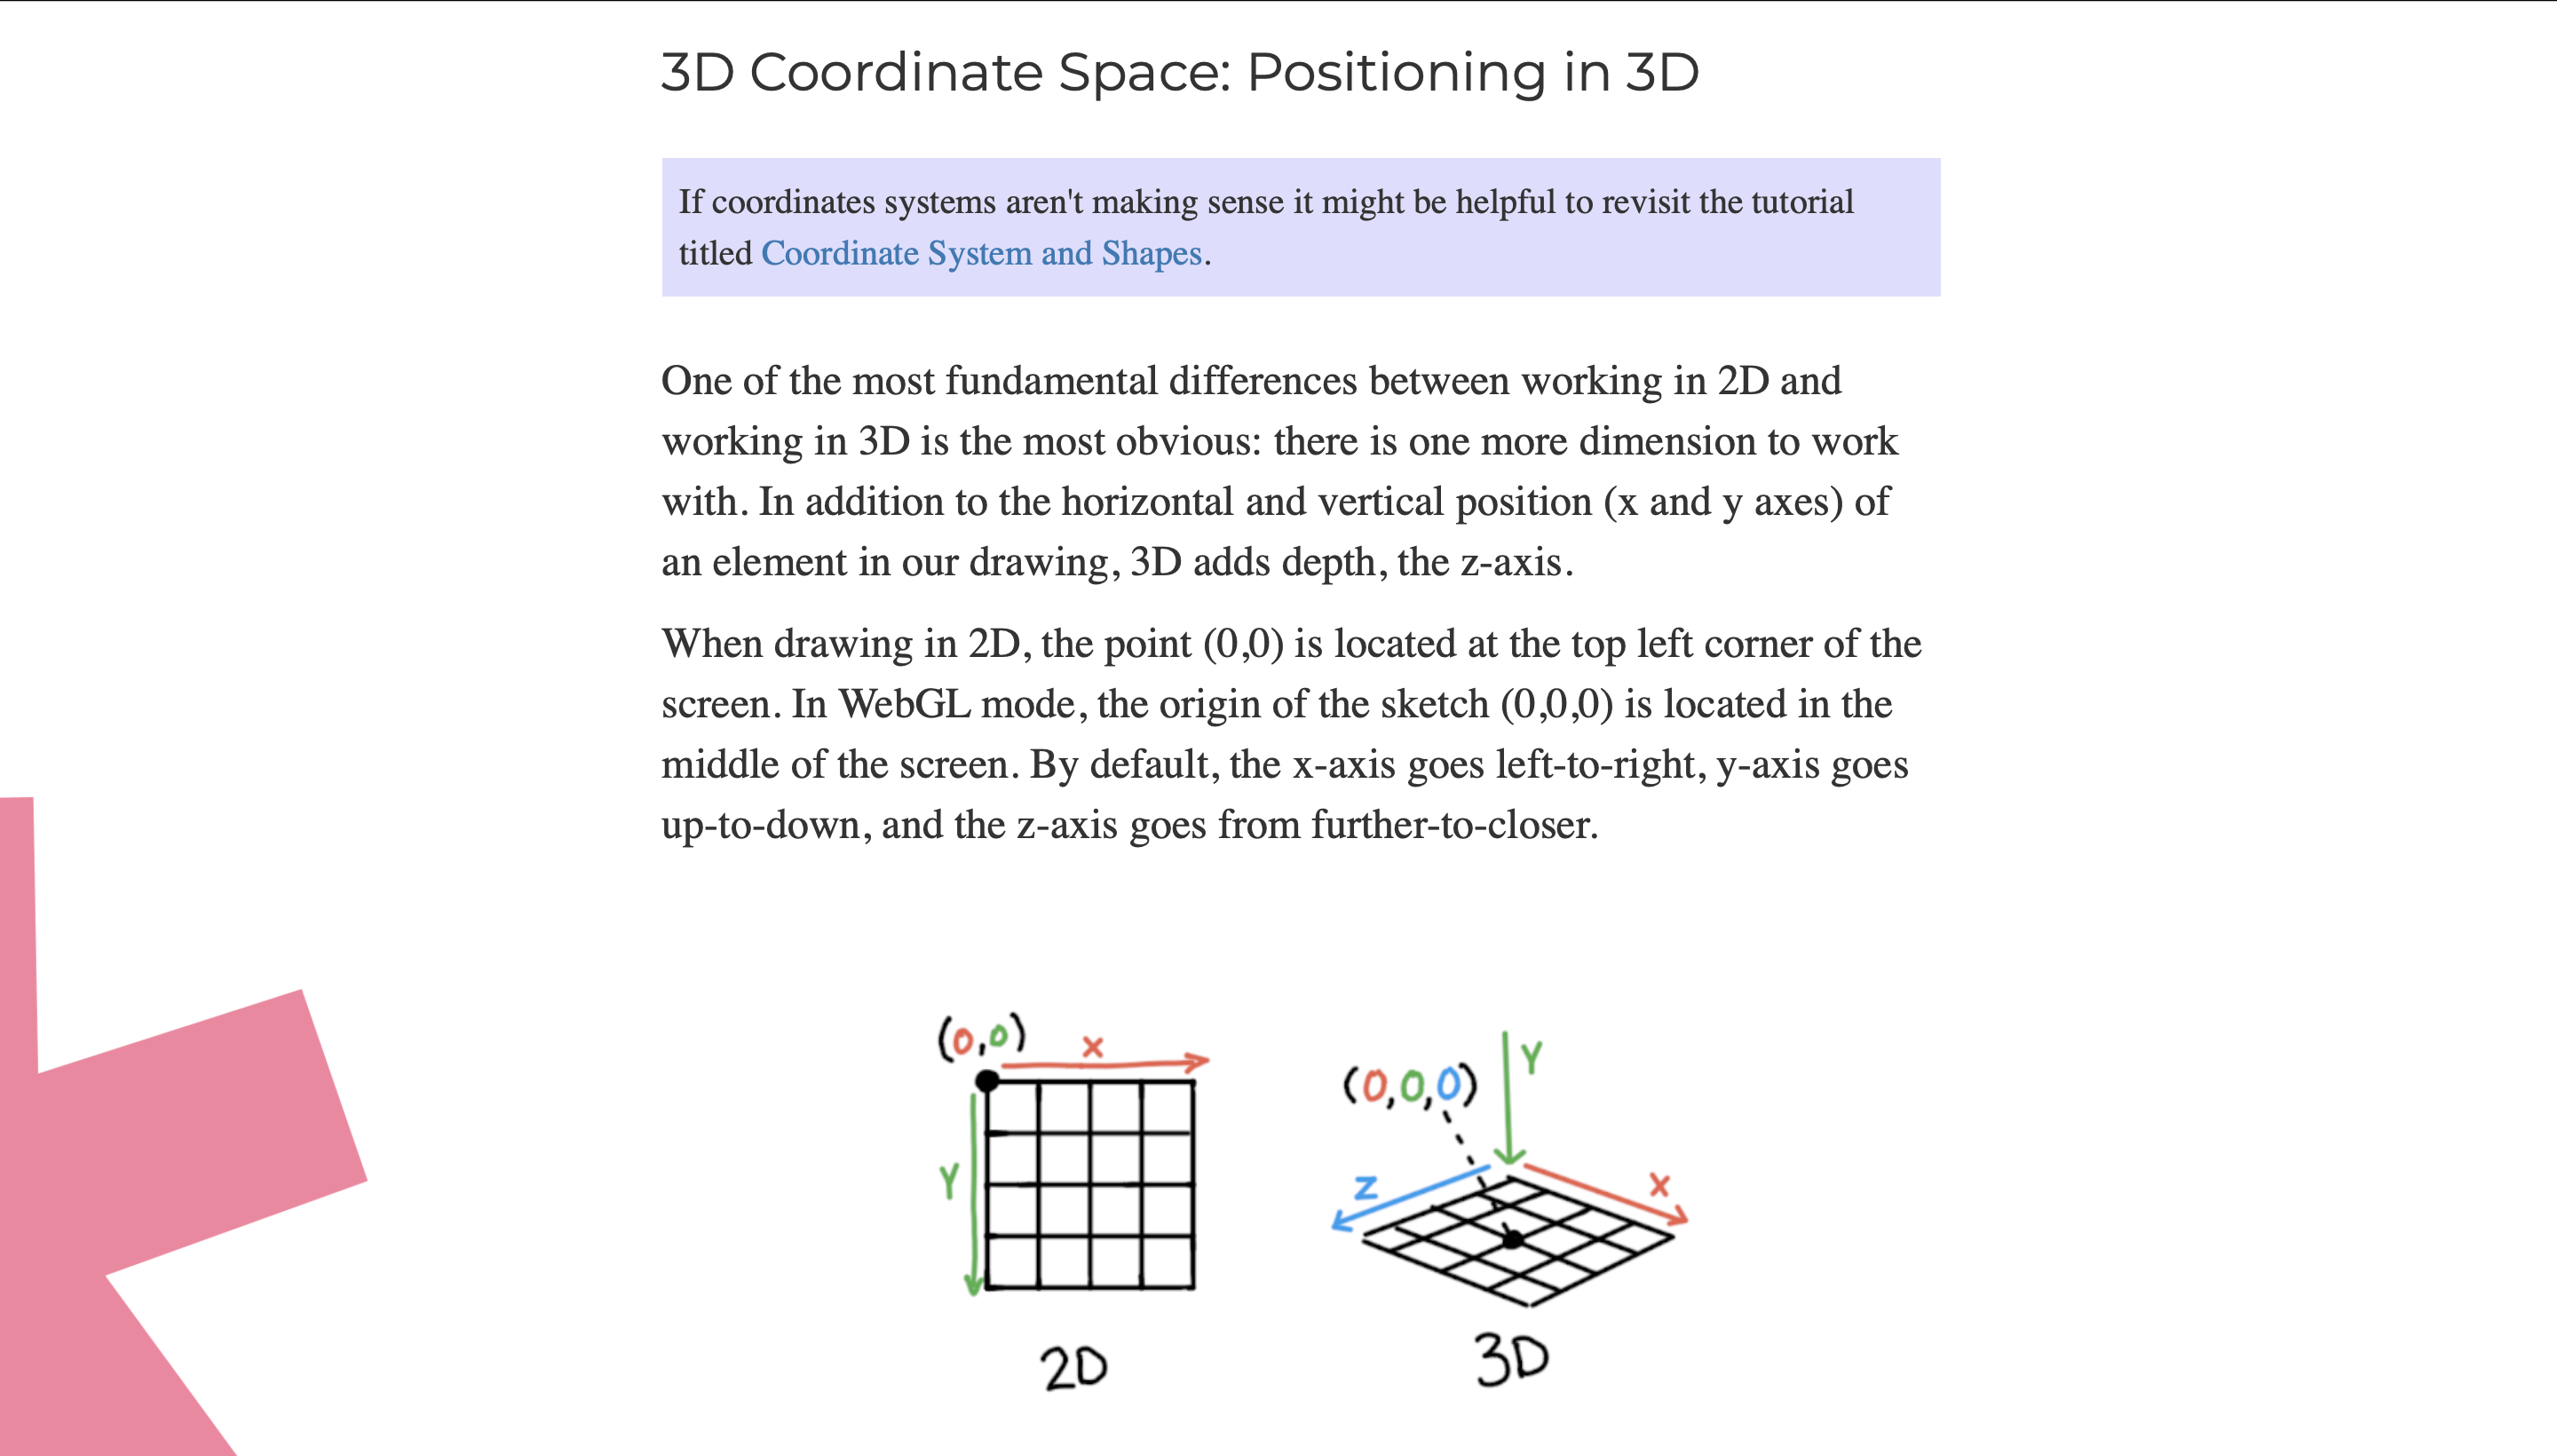 3D Coordinate Space: Positioning in 3D
If coordinates systems aren't making sense it might be helpful to revisit the tutorial
titled Coordinate System and Shapes.
One of the most fundamental differences between working in 2D and
working in 3D is the most obvious: there is one more dimension to work
with. In addition to the horizontal and vertical position (x and y axes) of
an element in our drawing, 3D adds depth, the z-axis.
When drawing in 2D, the point (0,0) is located at the top left corner of the
screen. In WebGL mode, the origin of the sketch (0,0,0) is located in the
middle of the screen. By default, the x-axis goes left-to-right, y-axis goes
up-to-down, and the z-axis goes from further-to-closer.
(0,0)
X
Y
2D
(0,0,0)
Y
Z
X
3D